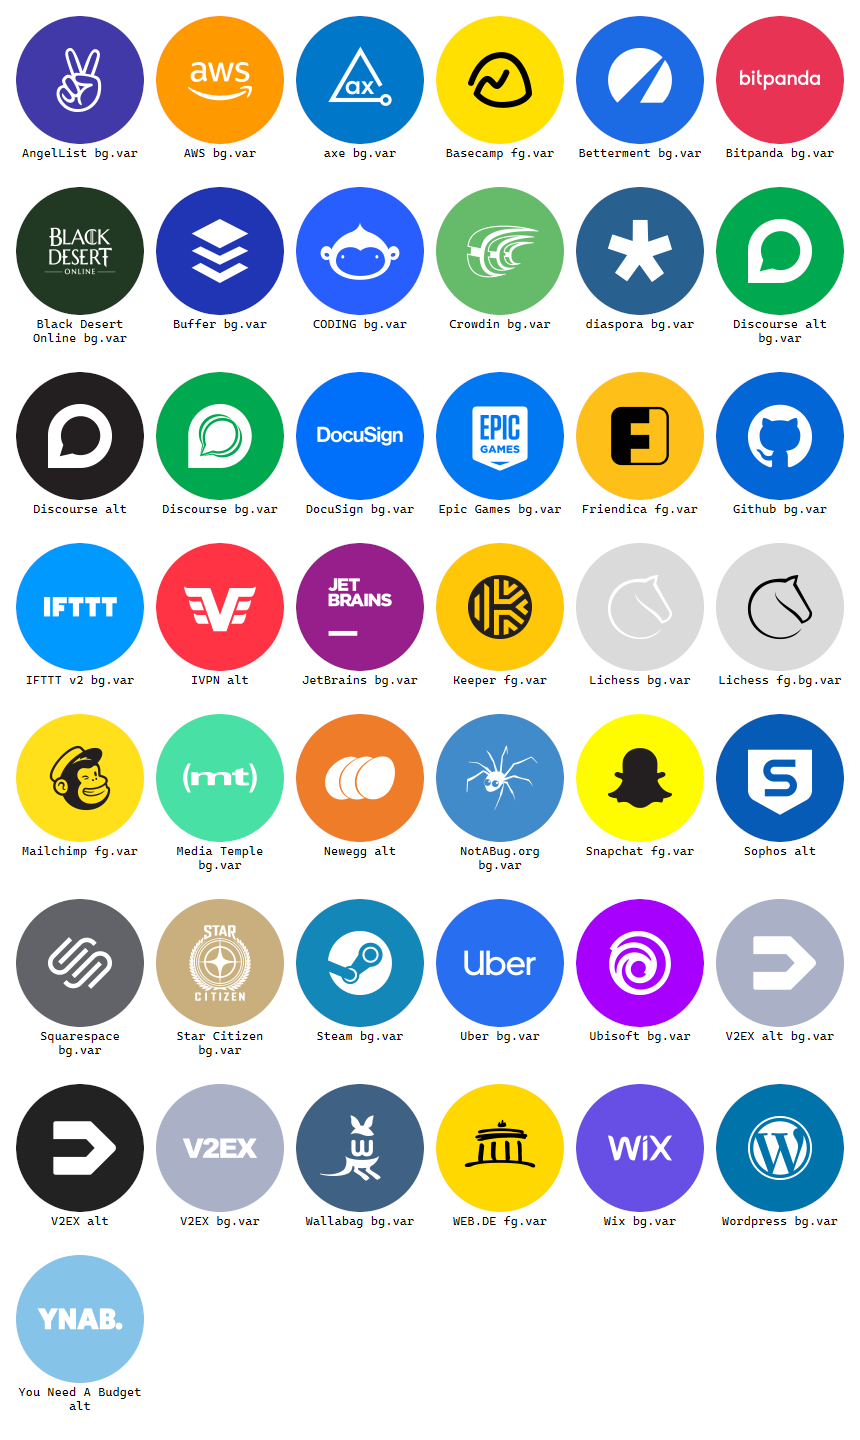 aws
ax
bitpanda
AngelList bg.var
AWS bg.var
axe bg.var
Basecamp fg.var
Betterment bg.var
Bitpanda bg.var
BLACK
DESERT
ONLINE
Black Desert
Online bg.var
Buffer bg.var
CODING bg.var
Crowdin bg.var
diaspora bg.var
Discourse alt
bg.var
DocuSign
EPIC
GAMES
F
Discourse alt
Discourse bg.var
DocuSign bg.var
Epic Games bg.var
Friendica fg.var
Github bg.var
IFTTT
V
JET
BRAINS
K
IFTTT v2 bg.var
IVPN alt
JetBrains bg.var
Keeper fg.var
Lichess bg.var
Lichess fg.bg.var
(mt)
S
Mailchimp fg.var
Media Temple
bg.var
Newegg alt
NotABug.org
bg.var
Snapchat fg.var
Sophos alt
STAR
CITIZEN
Uber
Squarespace
bg.var
Star Citizen
bg.var
Steam bg.var
Uber bg.var
Ubisoft bg.var
V2EX alt bg.var
V2EX
w
WiX
W
V2EX alt
V2EX bg.var
Wallabag bg.var
WEB.DE fg.var
Wix bg.var
Wordpress bg.var
YNAB.
You Need A Budget
alt